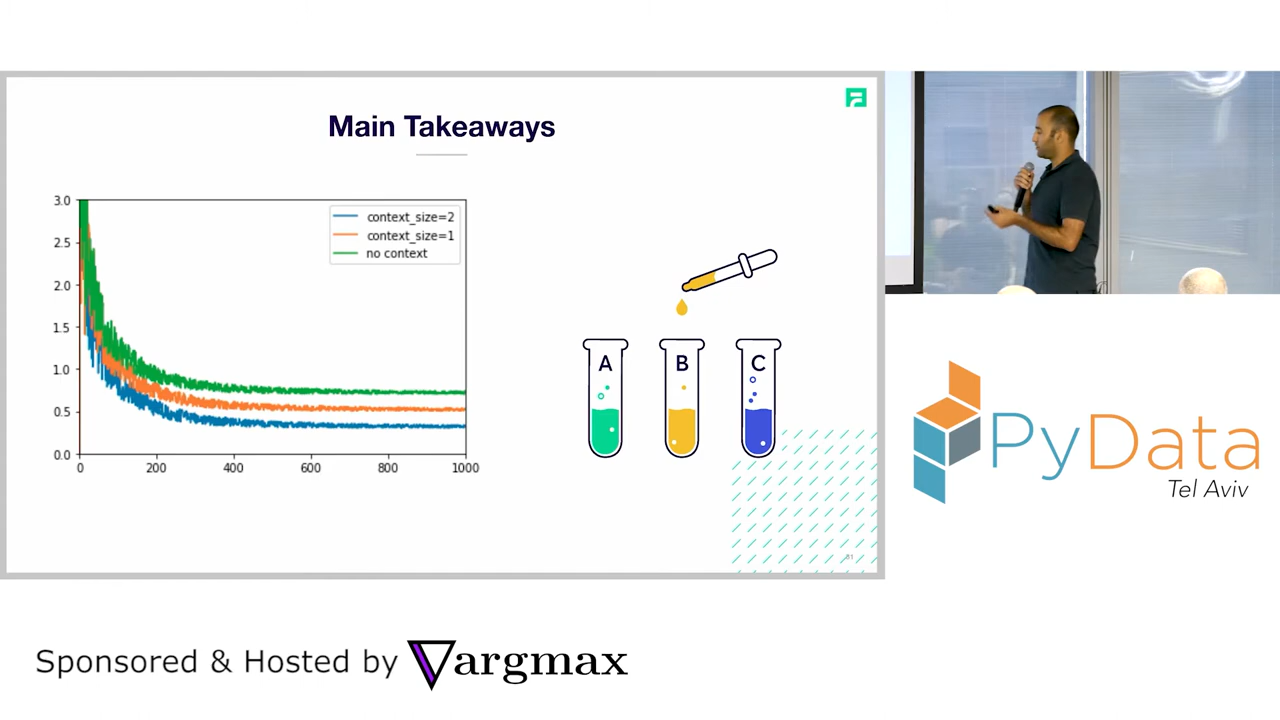 Main Takeaways
3.0
2.5
2.0
1.5
1.0
0.5
0.0
0 200 400 600 800 1000
context_size=2
context_size=1
no context
A B C
PyData
Tel Aviv
Sponsored & Hosted by argmax